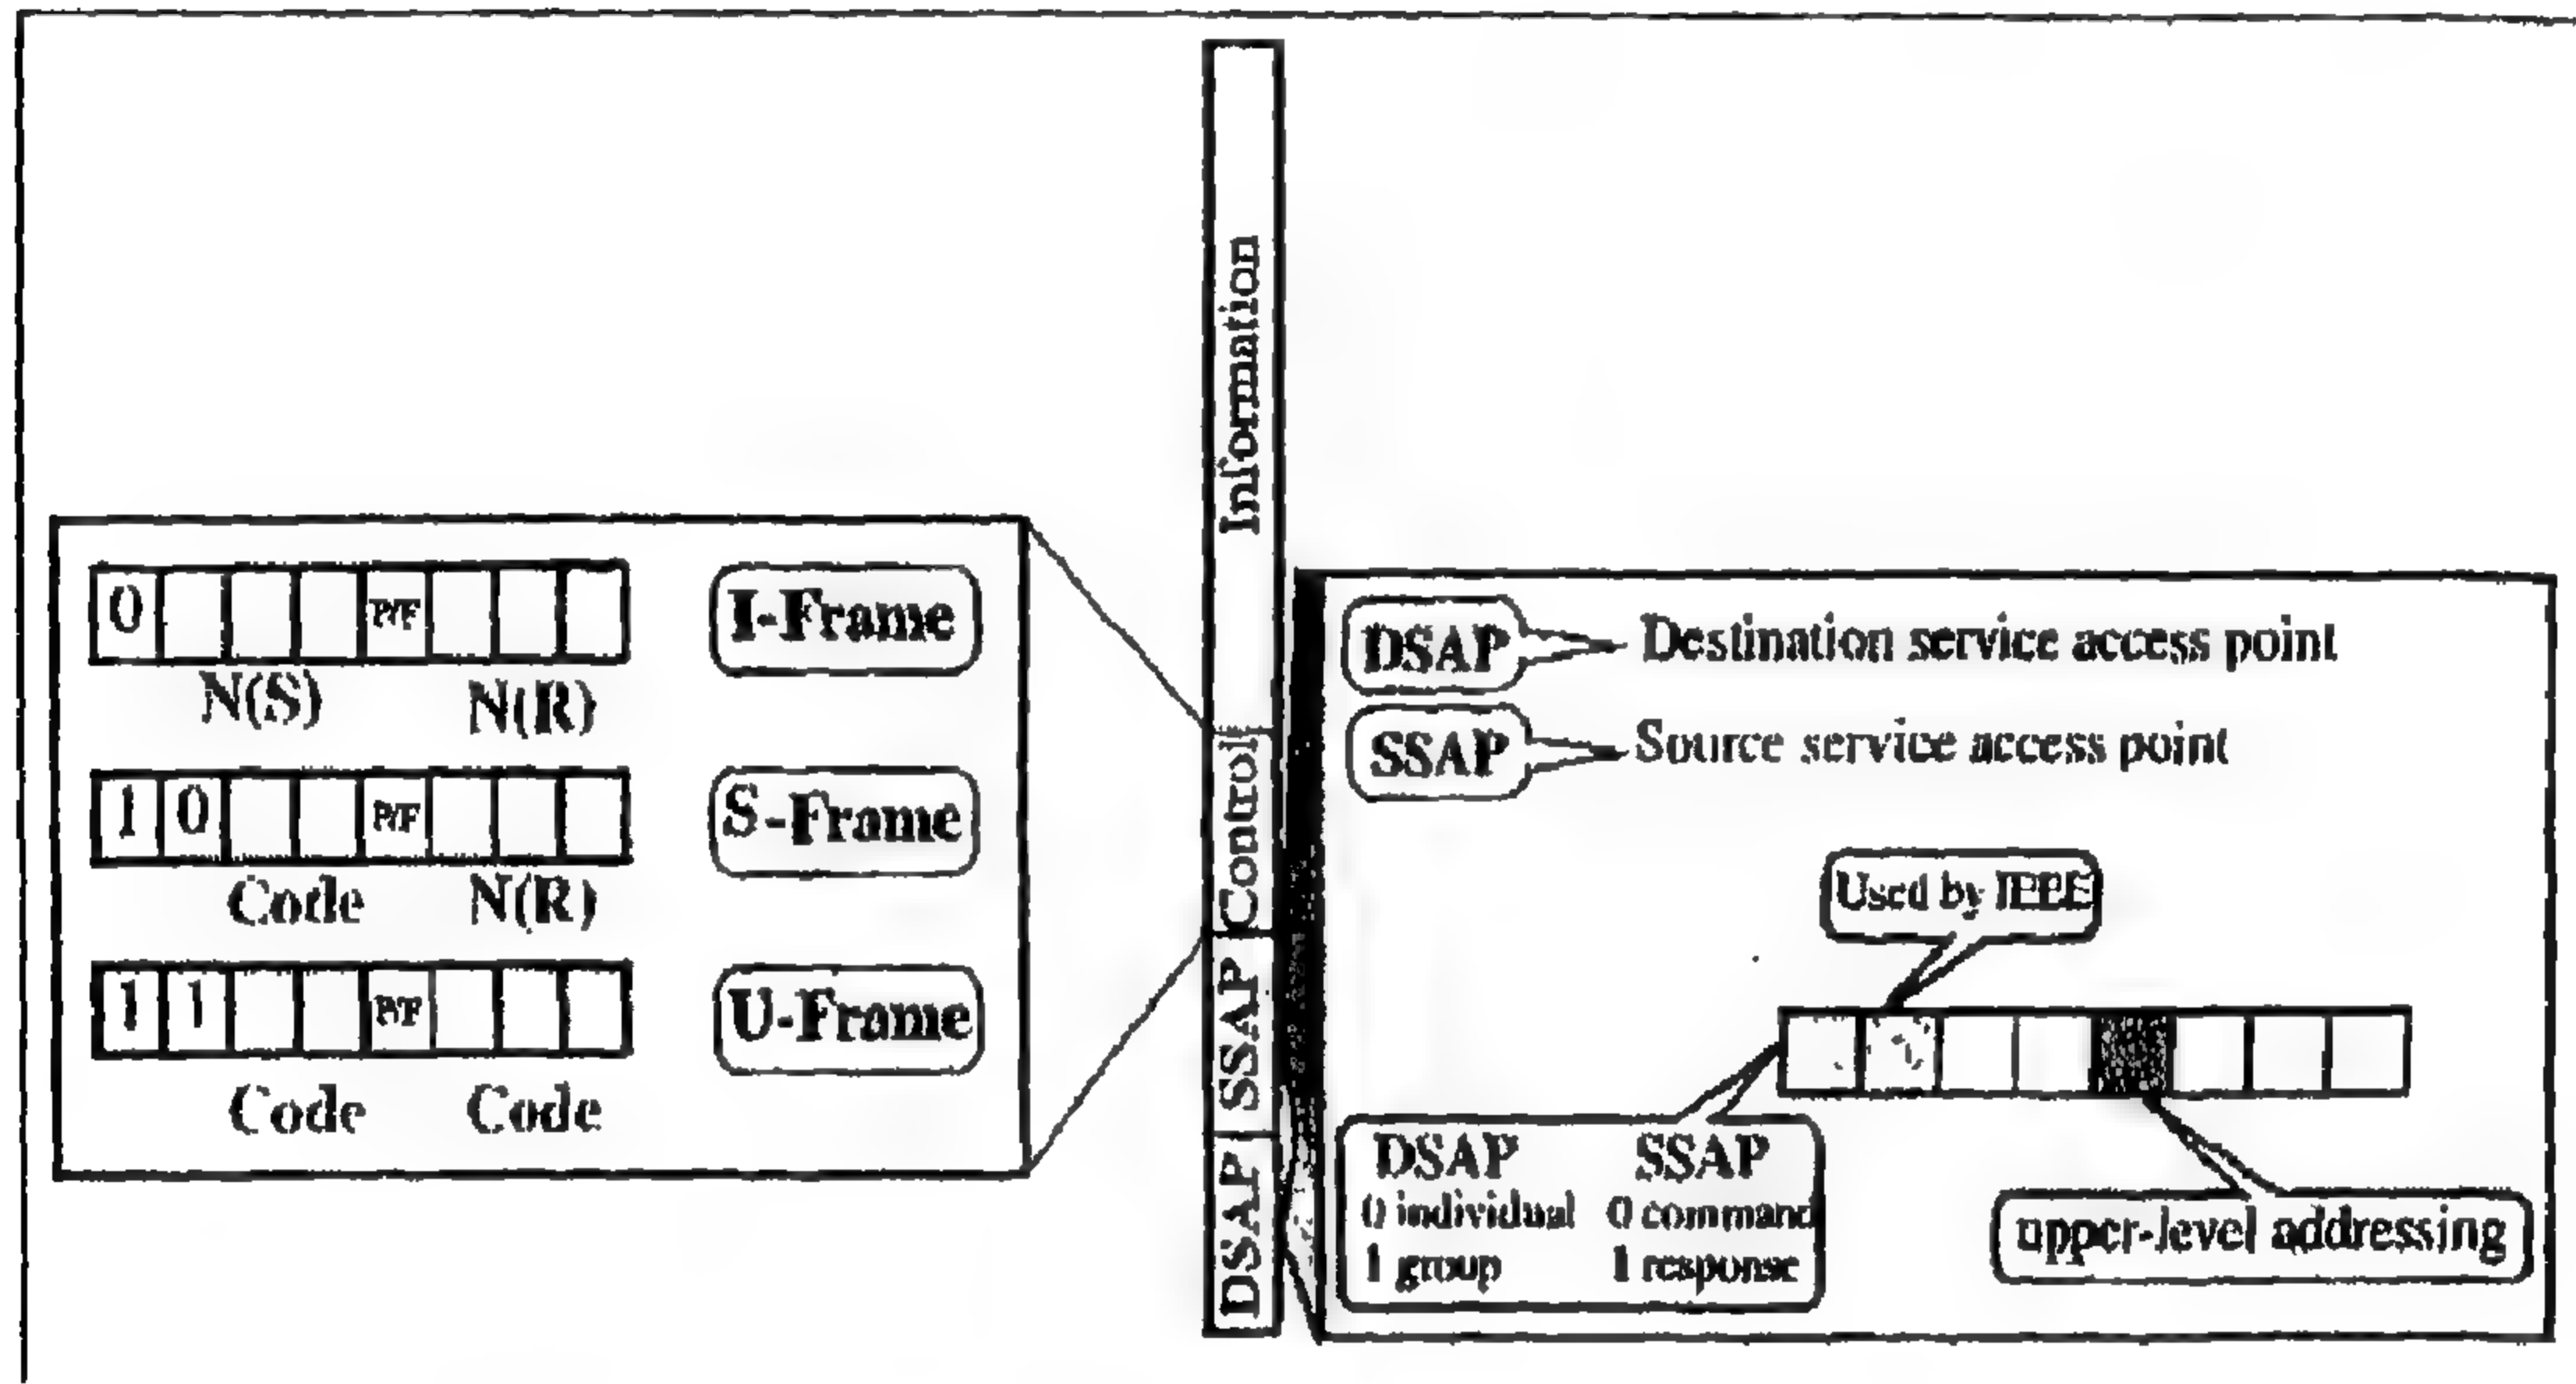 Information
Control
SSAP
DSAP
0 P/F
I-Frame
N(S) N(R)
1 0 P/F
S-Frame
Code N(R)
1 1 P/F
U-Frame
Code Code
DSAP Destination service access point
SSAP Source service access point
Used by IEEE
DSAP SSAP
0 individual 0 command
1 group 1 response
upper-level addressing